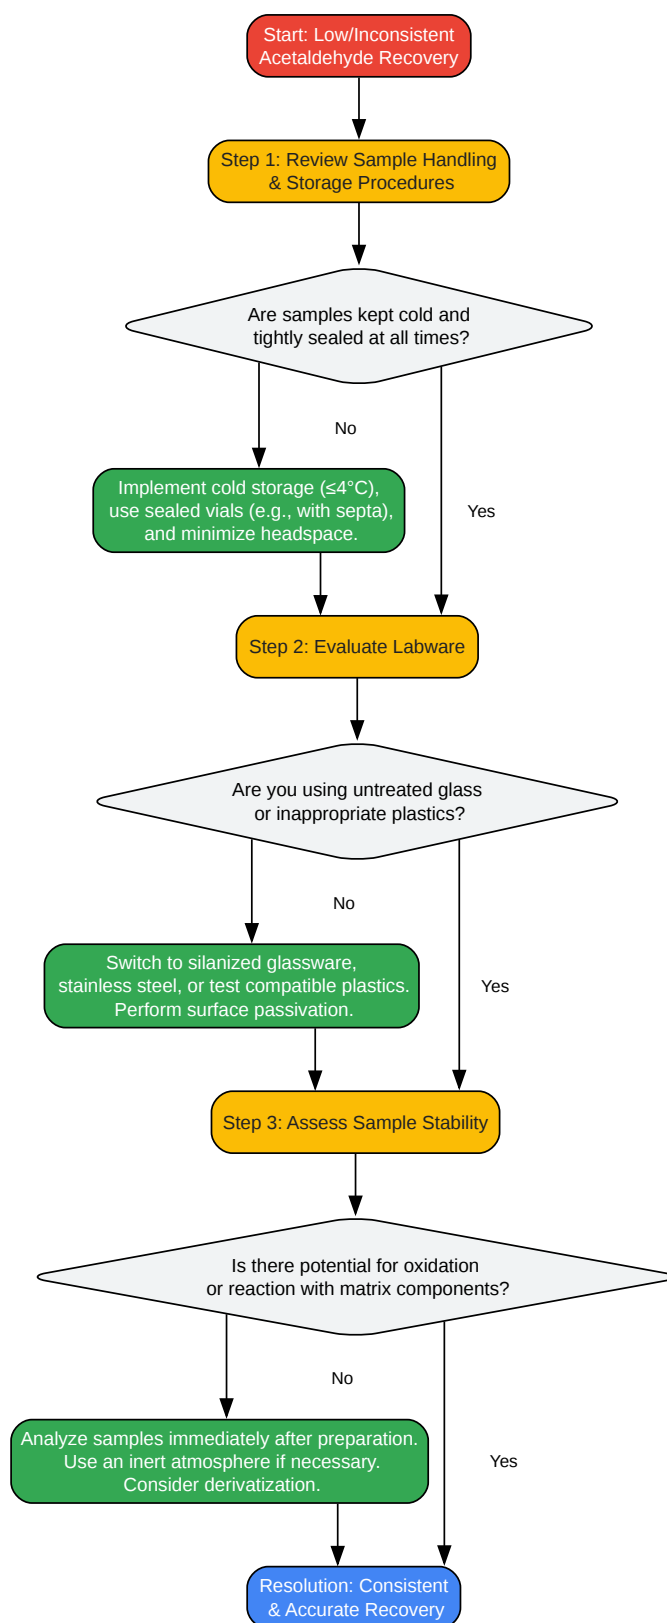 Start: Low/Inconsistent
Acetaldehyde Recovery
Step 1: Review Sample Handling
& Storage Procedures
Are samples kept cold and
tightly sealed at all times?
No
Implement cold storage (≤4°C),
use sealed vials (e.g., with septa),
and minimize headspace.
Yes
Step 2: Evaluate Labware
Are you using untreated glass
or inappropriate plastics?
No
Switch to silanized glassware,
stainless steel, or test compatible plastics.
Perform surface passivation.
Yes
Step 3: Assess Sample Stability
Is there potential for oxidation
or reaction with matrix components?
No
Analyze samples immediately after preparation.
Use an inert atmosphere if necessary.
Consider derivatization.
Yes
Resolution: Consistent
& Accurate Recovery